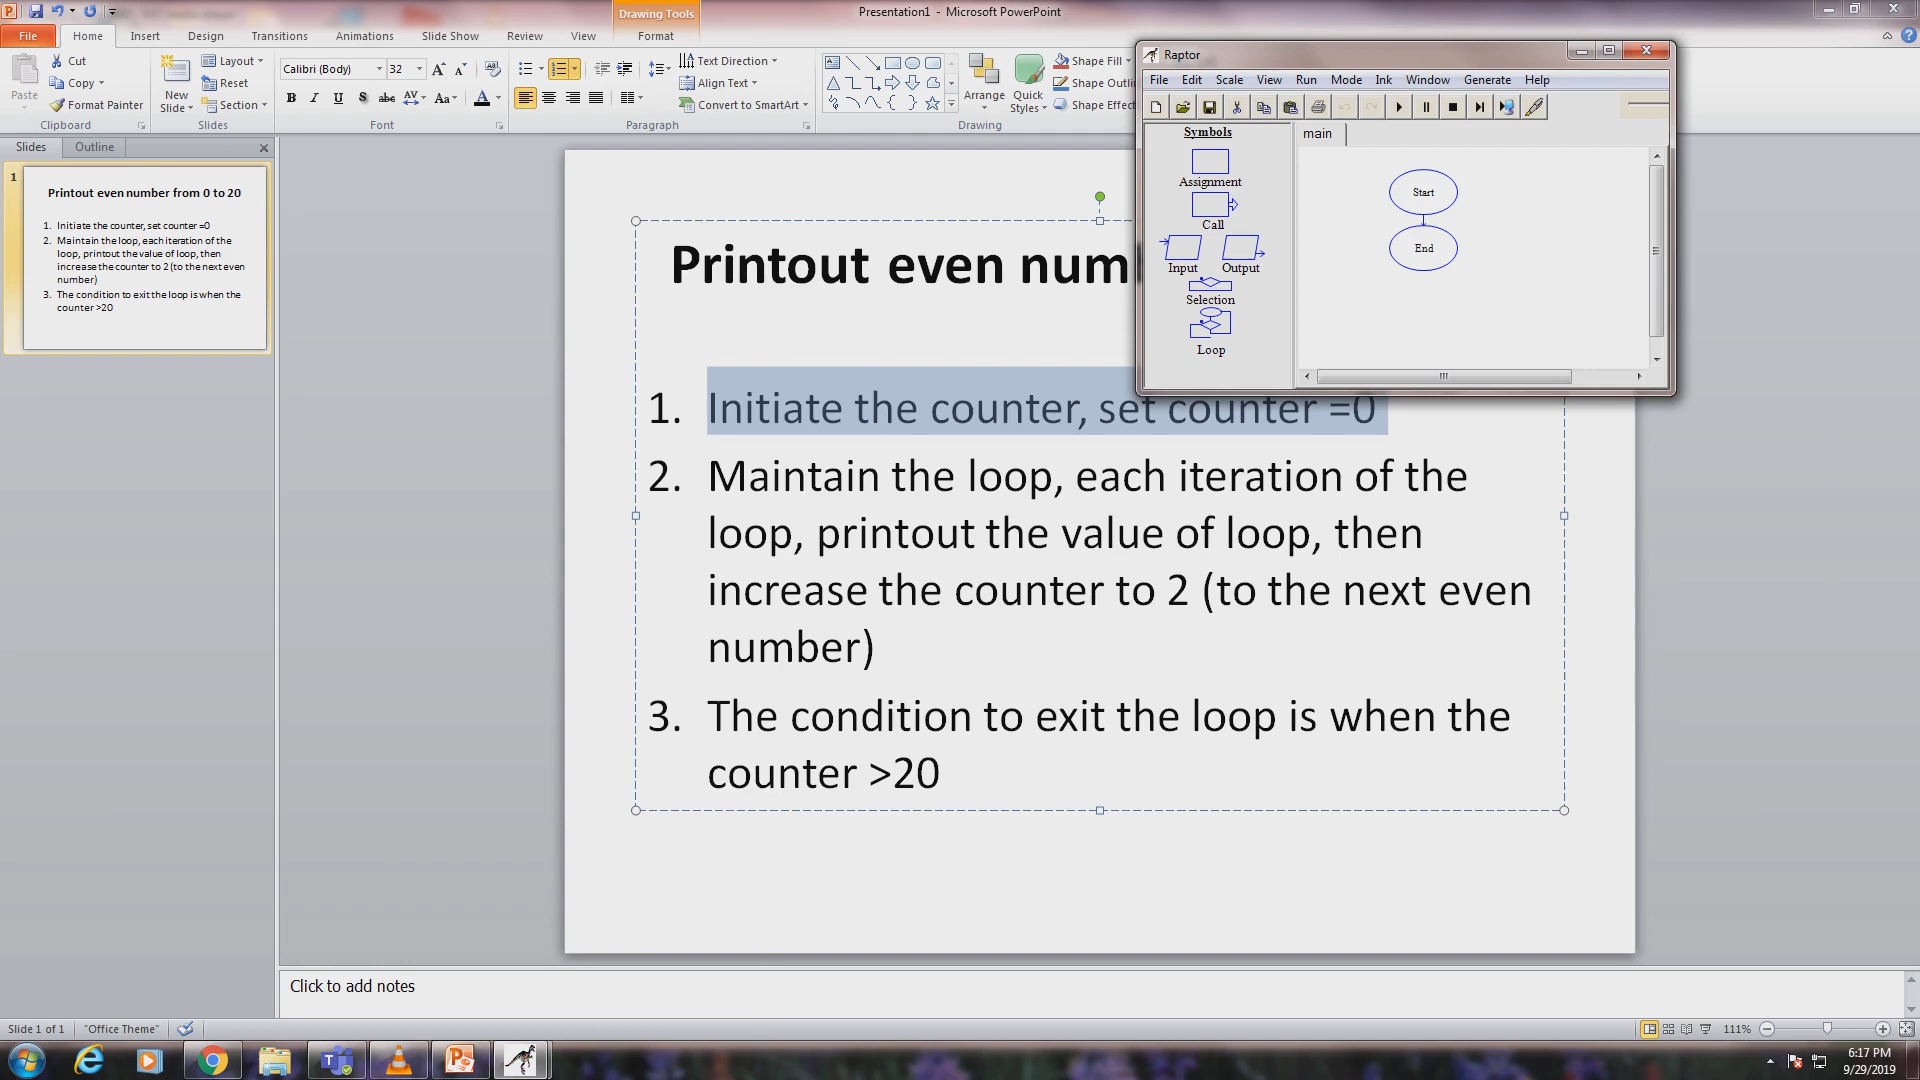 Drawing Tools
Presentation1 - Microsoft PowerPoint
File Home Insert Design Transitions Animations Slide Show Review View Format
Paste
Cut
Copy
Format Painter
Clipboard
New Slide
Layout
Reset
Section
Slides
Calibri (Body) 32
B I U S abc AV Aa A
Font
Text Direction
Align Text
Convert to SmartArt
Paragraph
Arrange
Quick Styles
Shape Fill
Shape Outlin
Shape Effect
Drawing
Slides Outline
1
Printout even number from 0 to 20
1. Initiate the counter, set counter =0
2. Maintain the loop, each iteration of the
loop, printout the value of loop, then
increase the counter to 2 (to the next even
number)
3. The condition to exit the loop is when the
counter >20
Printout even num
1. Initiate the counter, set counter =0
2. Maintain the loop, each iteration of the
loop, printout the value of loop, then
increase the counter to 2 (to the next even
number)
3. The condition to exit the loop is when the
counter >20
Raptor
File Edit Scale View Run Mode Ink Window Generate Help
Symbols
Assignment
Call
Input Output
Selection
Loop
main
Start
End
Click to add notes
Slide 1 of 1 "Office Theme" 111%
6:17 PM
9/29/2019